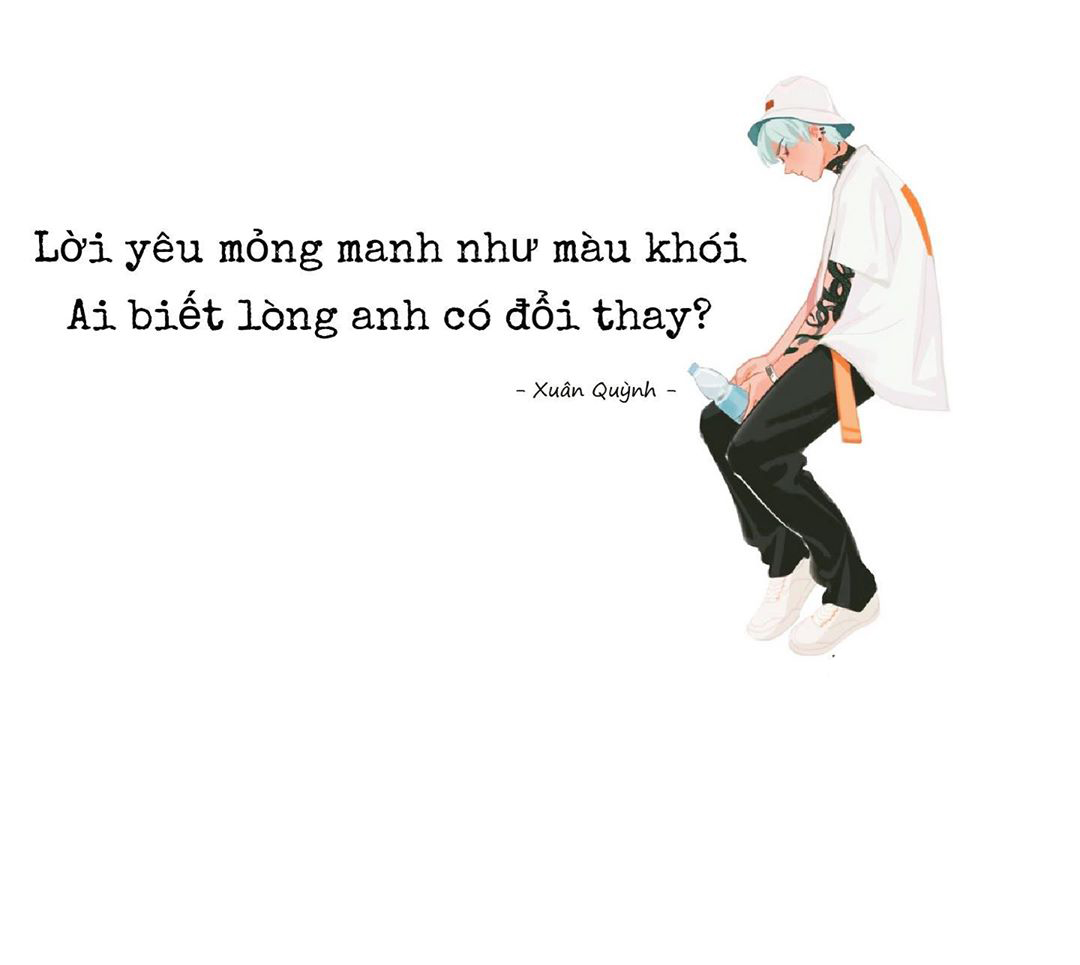 Lời yêu mỏng manh như màu khói
Ai biết lòng anh có đổi thay?
- Xuân Quỳnh -